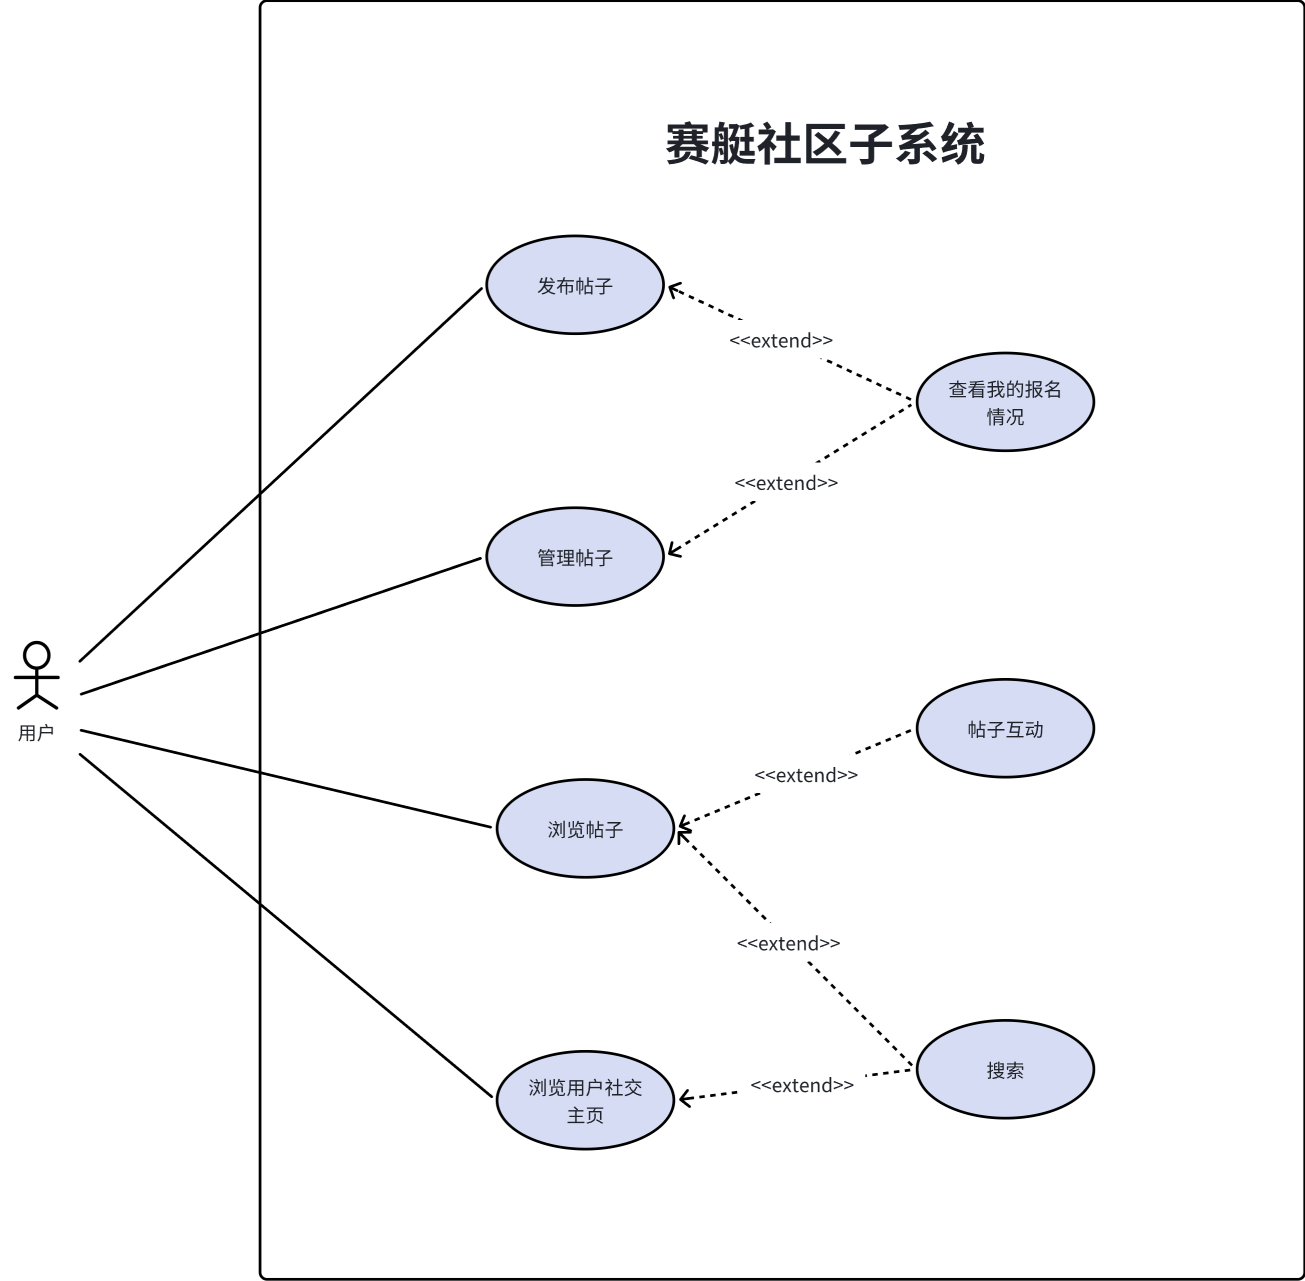 赛艇社区子系统
发布帖子
<<extend>>
查看我的报名
情况
<<extend>>
管理帖子
用户
帖子互动
<<extend>>
浏览帖子
<<extend>>
搜索
<<extend>>
浏览用户社交
主页